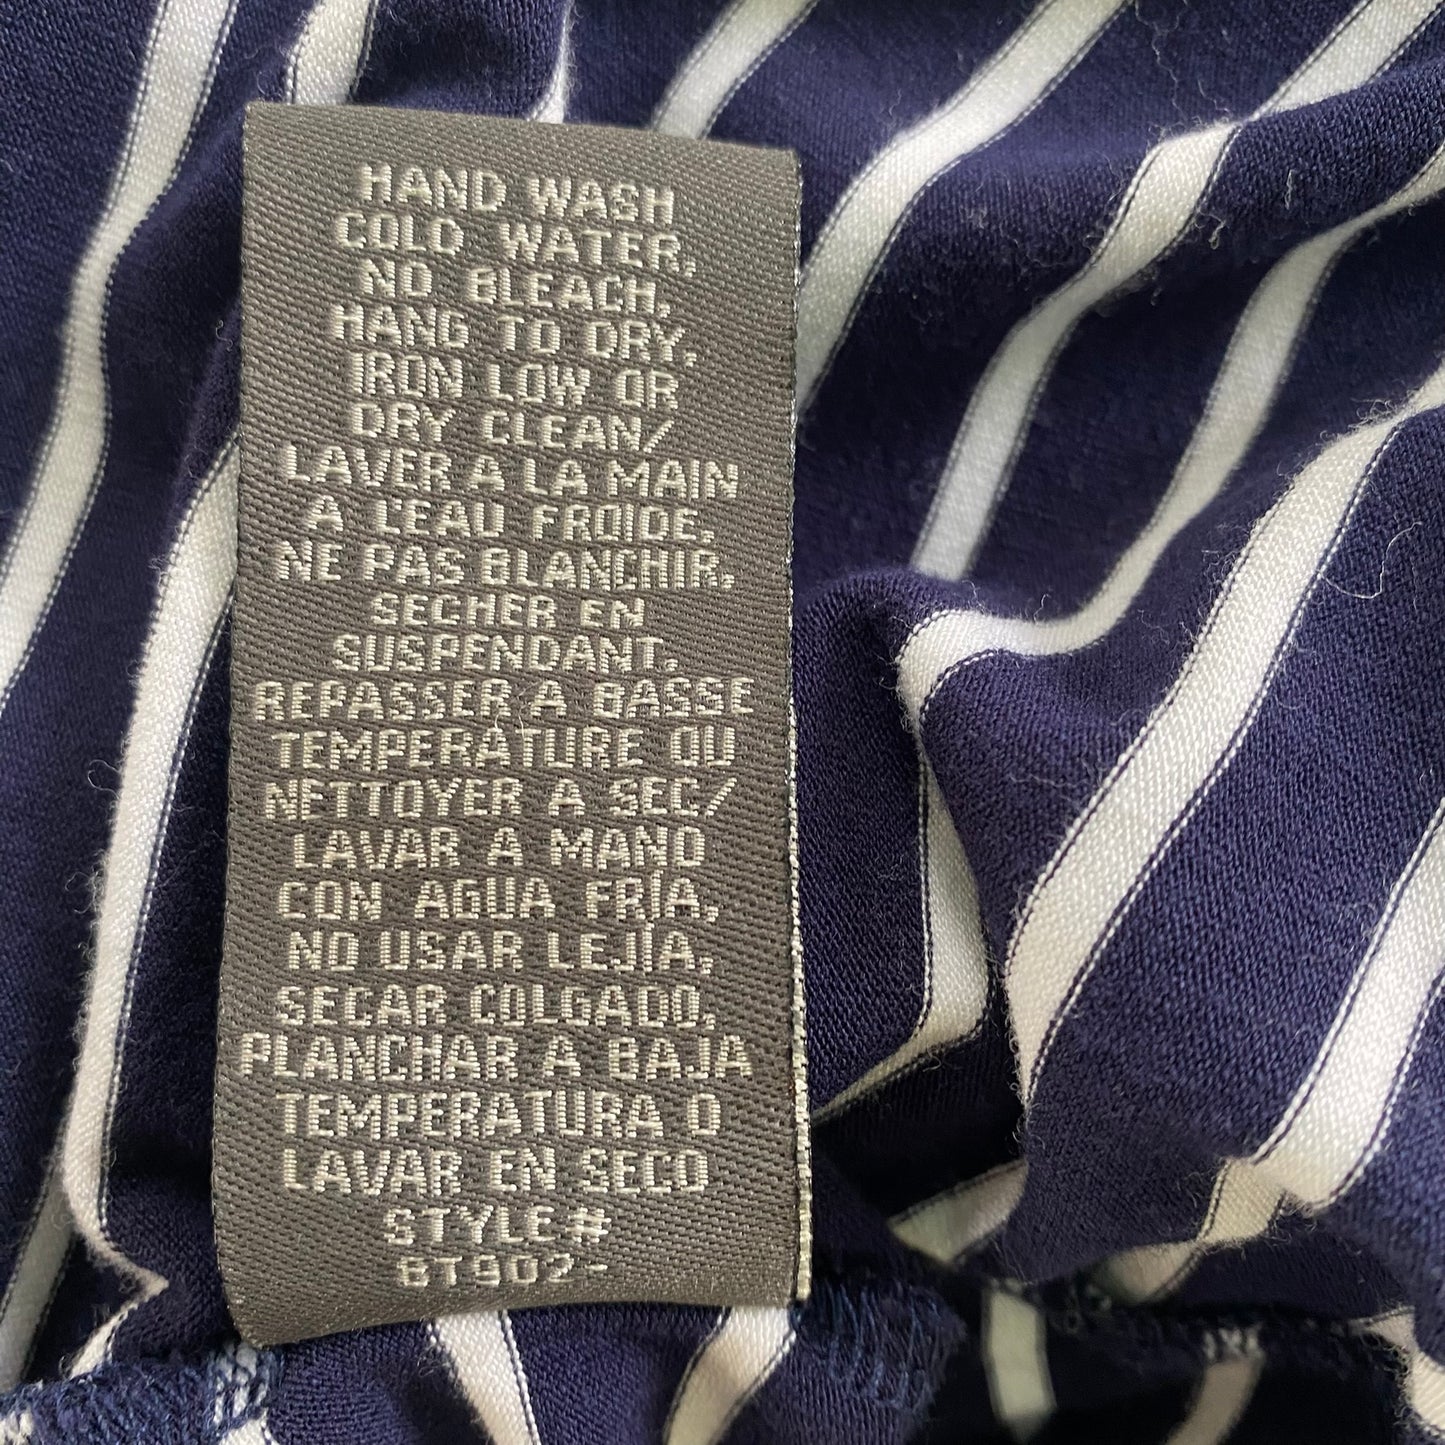 HAND WASH
COLD WATER,
NO BLEACH,
HANG TO DRY,
IRON LOW OR
DRY CLEAN/
LAVER A LA MAIN
A L'EAU FROIDE,
NE PAS BLANCHIR,
SECHER EN
SUSPENDANT.
REPASSER A BASSE
TEMPERATURE OU
NETTOYER A SEC/
LAVAR A MANO
CON AGUA FRÍA,
NO USAR LEJÍA,
SECAR COLGADO,
PLANCHAR A BAJA
TEMPERATURA O
LAVAR EN SECO
STYLE#
8T902-